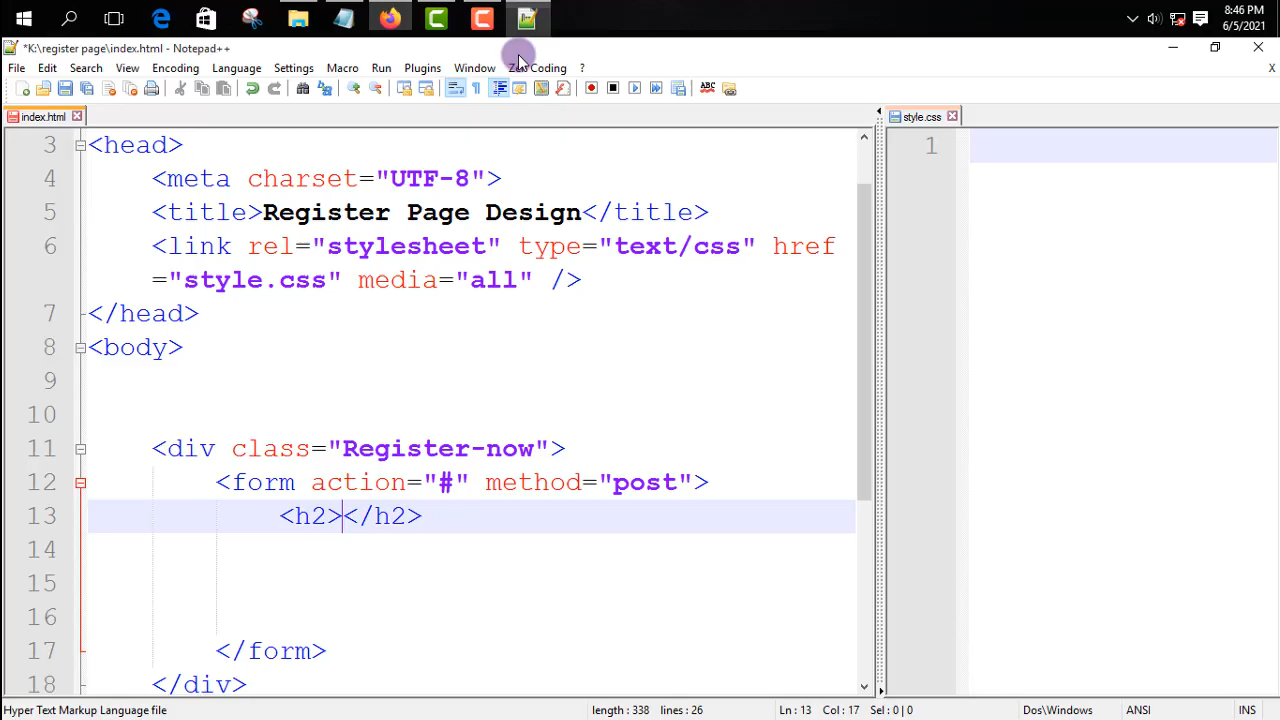 8:46 PM
6/5/2021
*K:\register page\index.html - Notepad++
File Edit Search View Encoding Language Settings Macro Run Plugins Window ZenCoding ? X
ABC
index.html
style.css
3 <head>
4 <meta charset="UTF-8">
5 <title>Register Page Design</title>
6 <link rel="stylesheet" type="text/css" href
="style.css" media="all" />
7 </head>
8 <body>
9
10
11 <div class="Register-now">
12 <form action="#" method="post">
13 <h2></h2>
14
15
16
17 </form>
18 </div>
1
Hyper Text Markup Language file length : 338 lines : 26 Ln : 13 Col : 17 Sel : 0 | 0 Dos\Windows ANSI INS